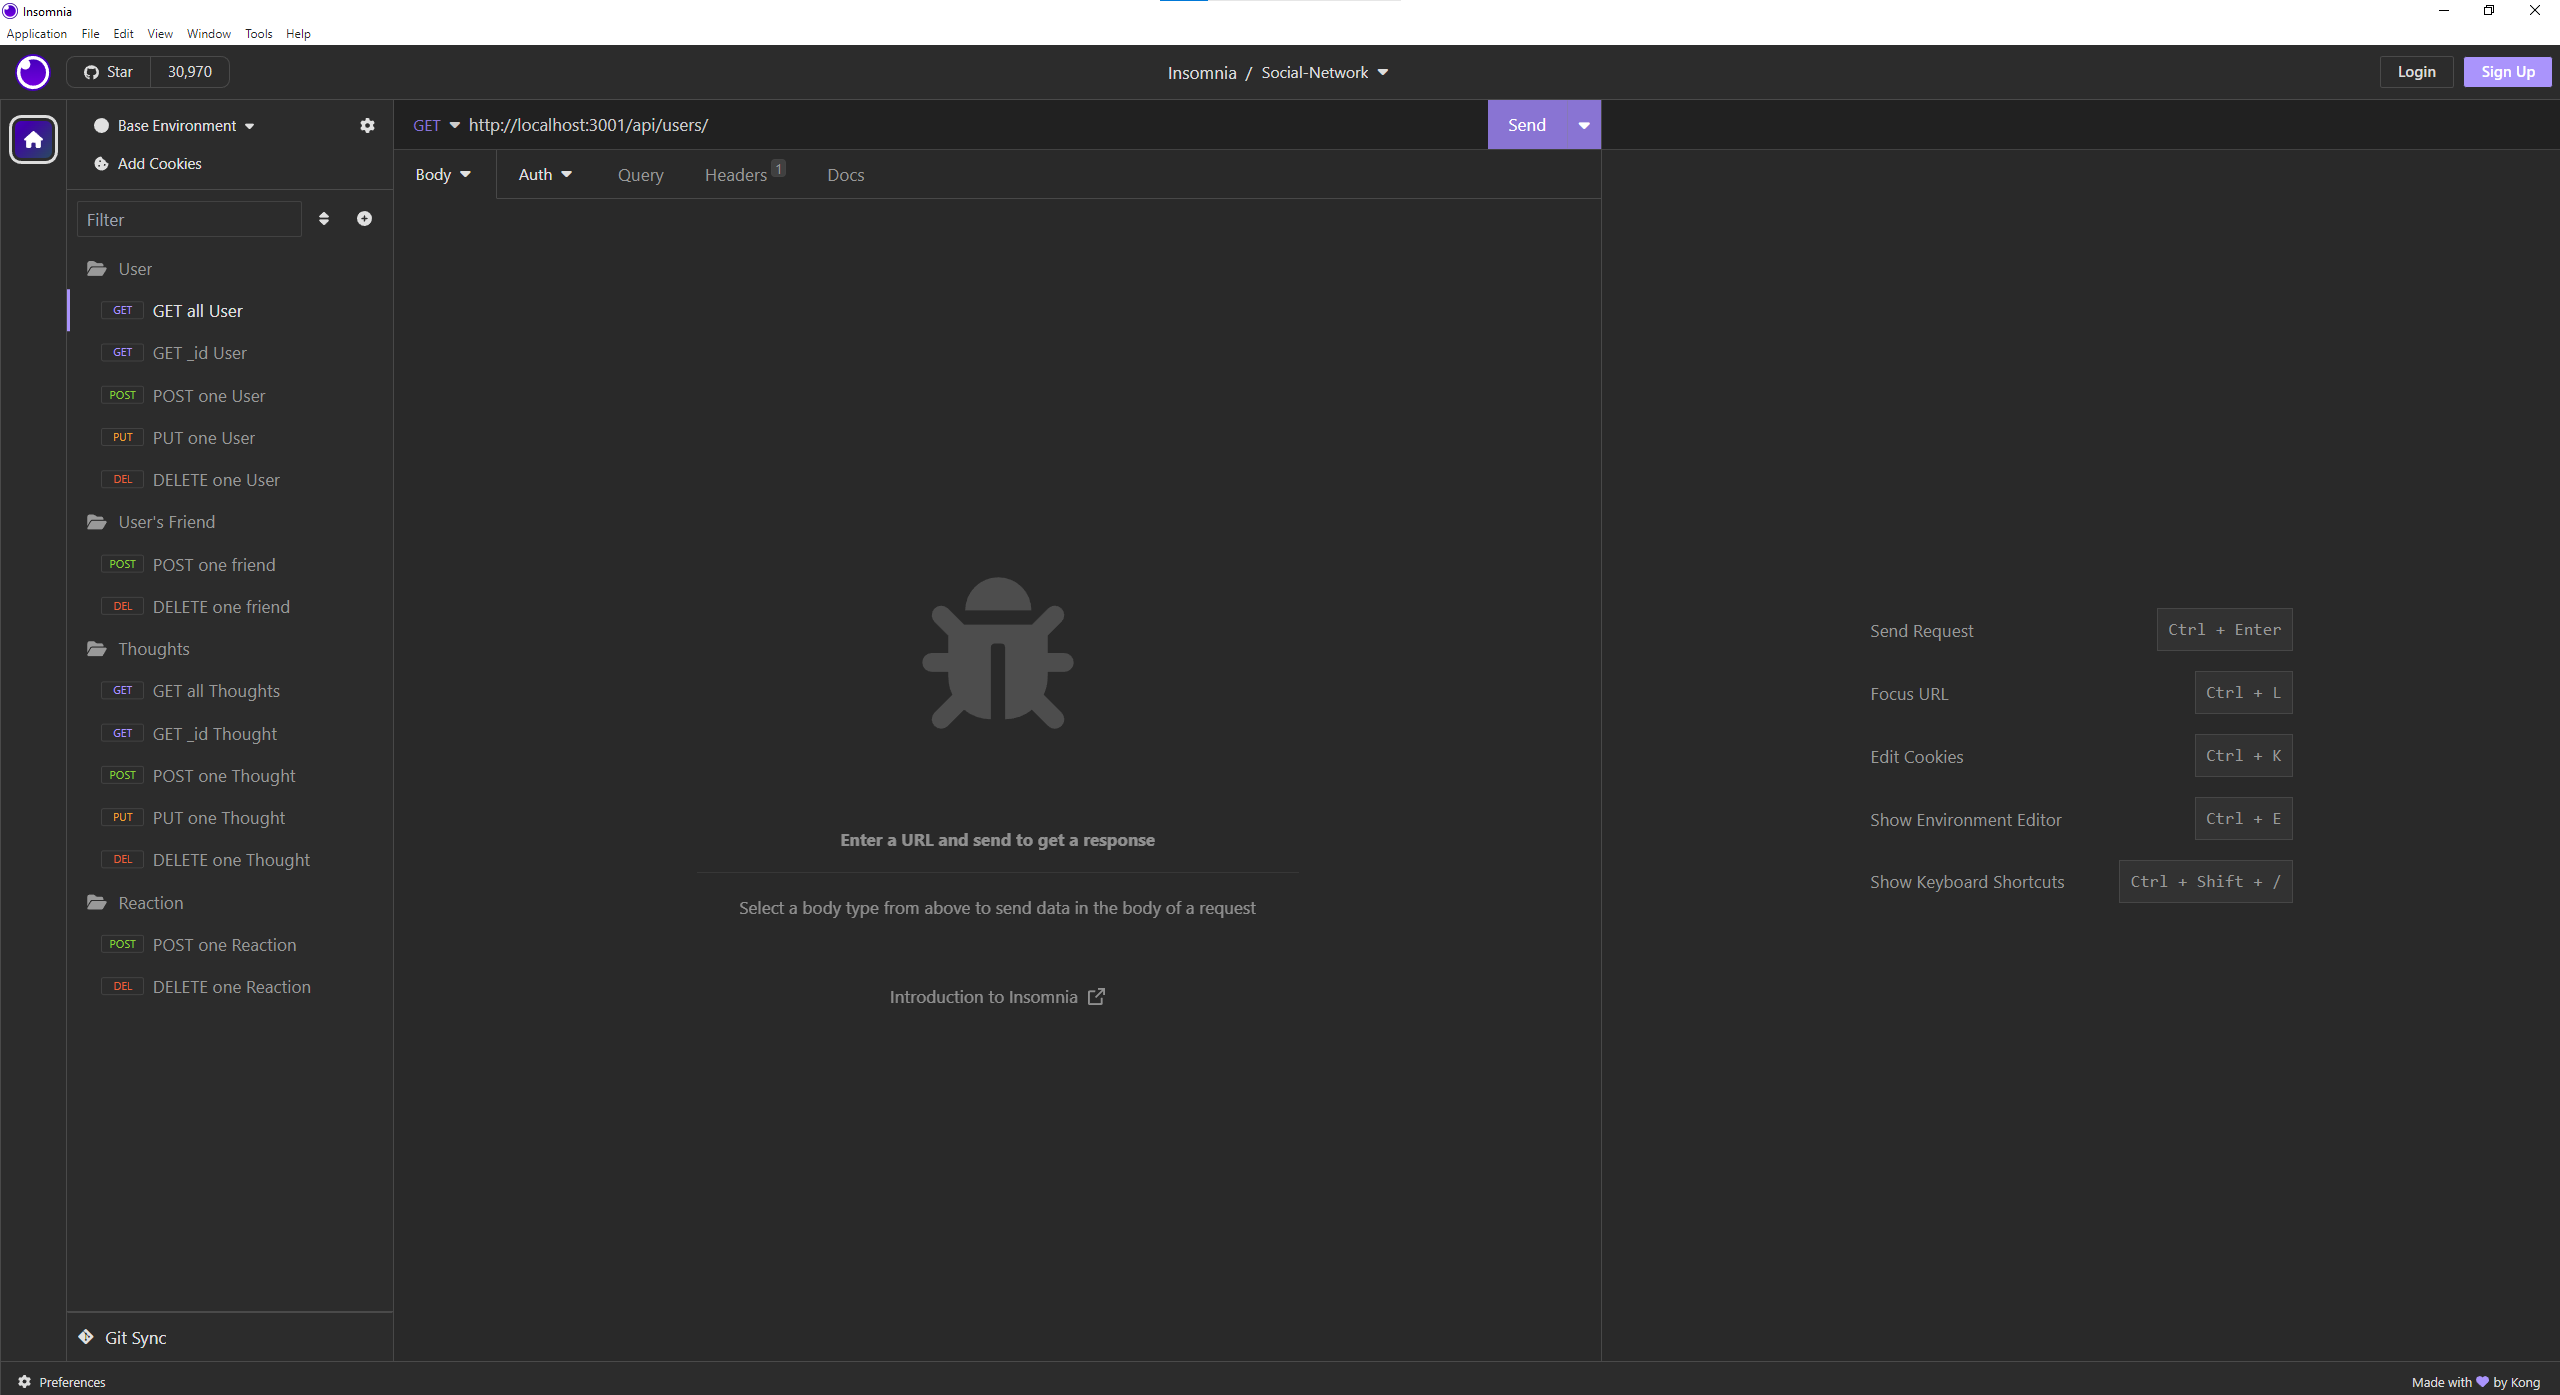 Insomnia
Application File Edit View Window Tools Help
Star 30,970
Insomnia / Social-Network
Login Sign Up
Base Environment
Add Cookies
Filter
User
GET GET all User
GET GET _id User
POST POST one User
PUT PUT one User
DEL DELETE one User
User's Friend
POST POST one friend
DEL DELETE one friend
Thoughts
GET GET all Thoughts
GET GET _id Thought
POST POST one Thought
PUT PUT one Thought
DEL DELETE one Thought
Reaction
POST POST one Reaction
DEL DELETE one Reaction
Git Sync
GET http://localhost:3001/api/users/ Send
Body Auth Query Headers 1 Docs
Enter a URL and send to get a response
Select a body type from above to send data in the body of a request
Introduction to Insomnia
Send Request Ctrl + Enter
Focus URL Ctrl + L
Edit Cookies Ctrl + K
Show Environment Editor Ctrl + E
Show Keyboard Shortcuts Ctrl + Shift + /
Preferences
Made with 💜 by Kong